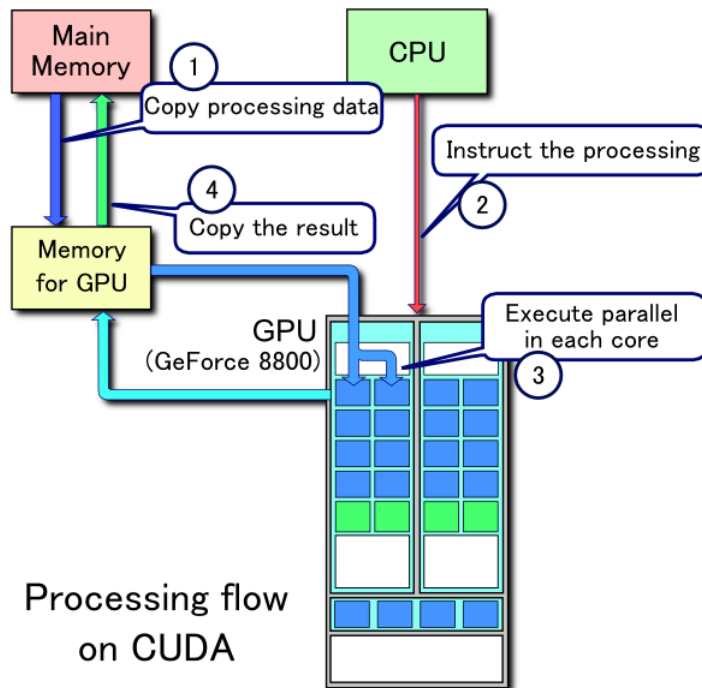 Main
Memory
CPU
1
Copy processing data
Instruct the processing
2
4
Copy the result
Memory
for GPU
GPU
(GeForce 8800)
Execute parallel
in each core
3
Processing flow
on CUDA